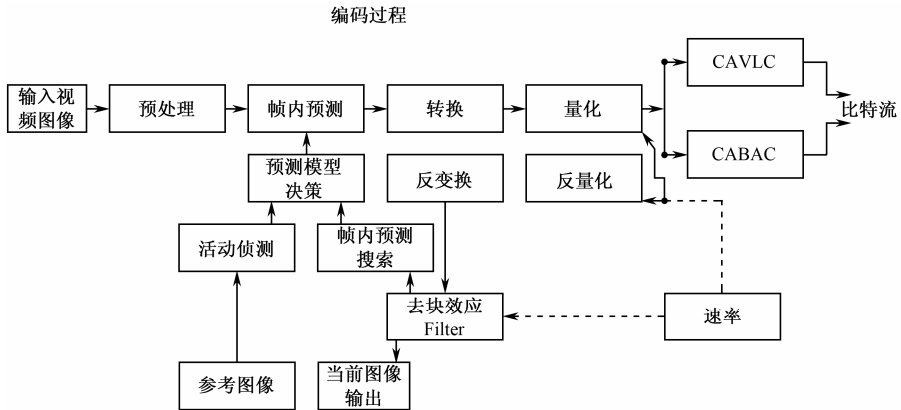 编码过程
输入视
频图像
预处理
帧内预测
转换
量化
CAVLC
CABAC
比特流
预测模型
决策
反变换
反量化
活动侦测
帧内预测
搜索
去块效应
Filter
速率
参考图像
当前图像
输出